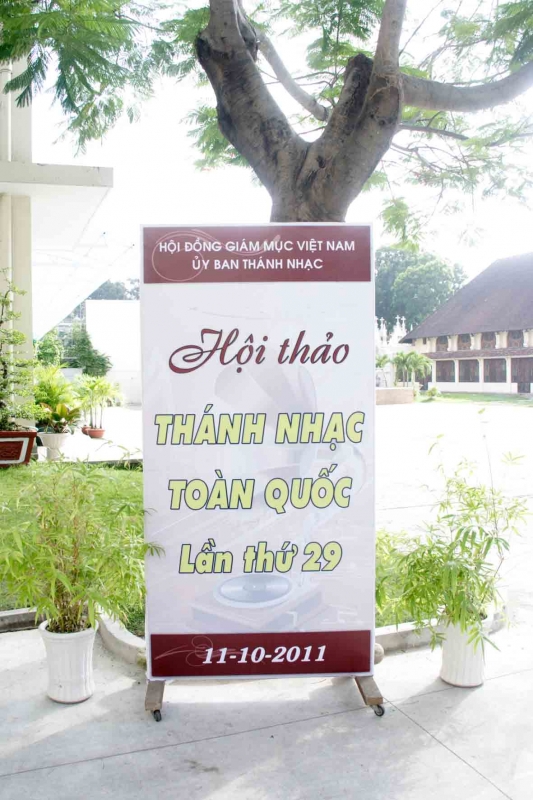 HỘI ĐỒNG GIÁM MỤC VIỆT NAM
ỦY BAN THÁNH NHẠC
Hội thảo
THÁNH NHẠC
TOÀN QUỐC
Lần thứ 29
11-10-2011